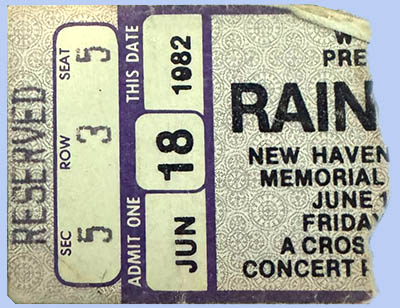 RESERVED
SEC 5 ROW 3 SEAT 5
ADMIT ONE THIS DATE
JUN 18 1982
W
PRE
RAIN
NEW HAVEN
MEMORIAL
JUNE 1
FRIDAY
A CROS
CONCERT